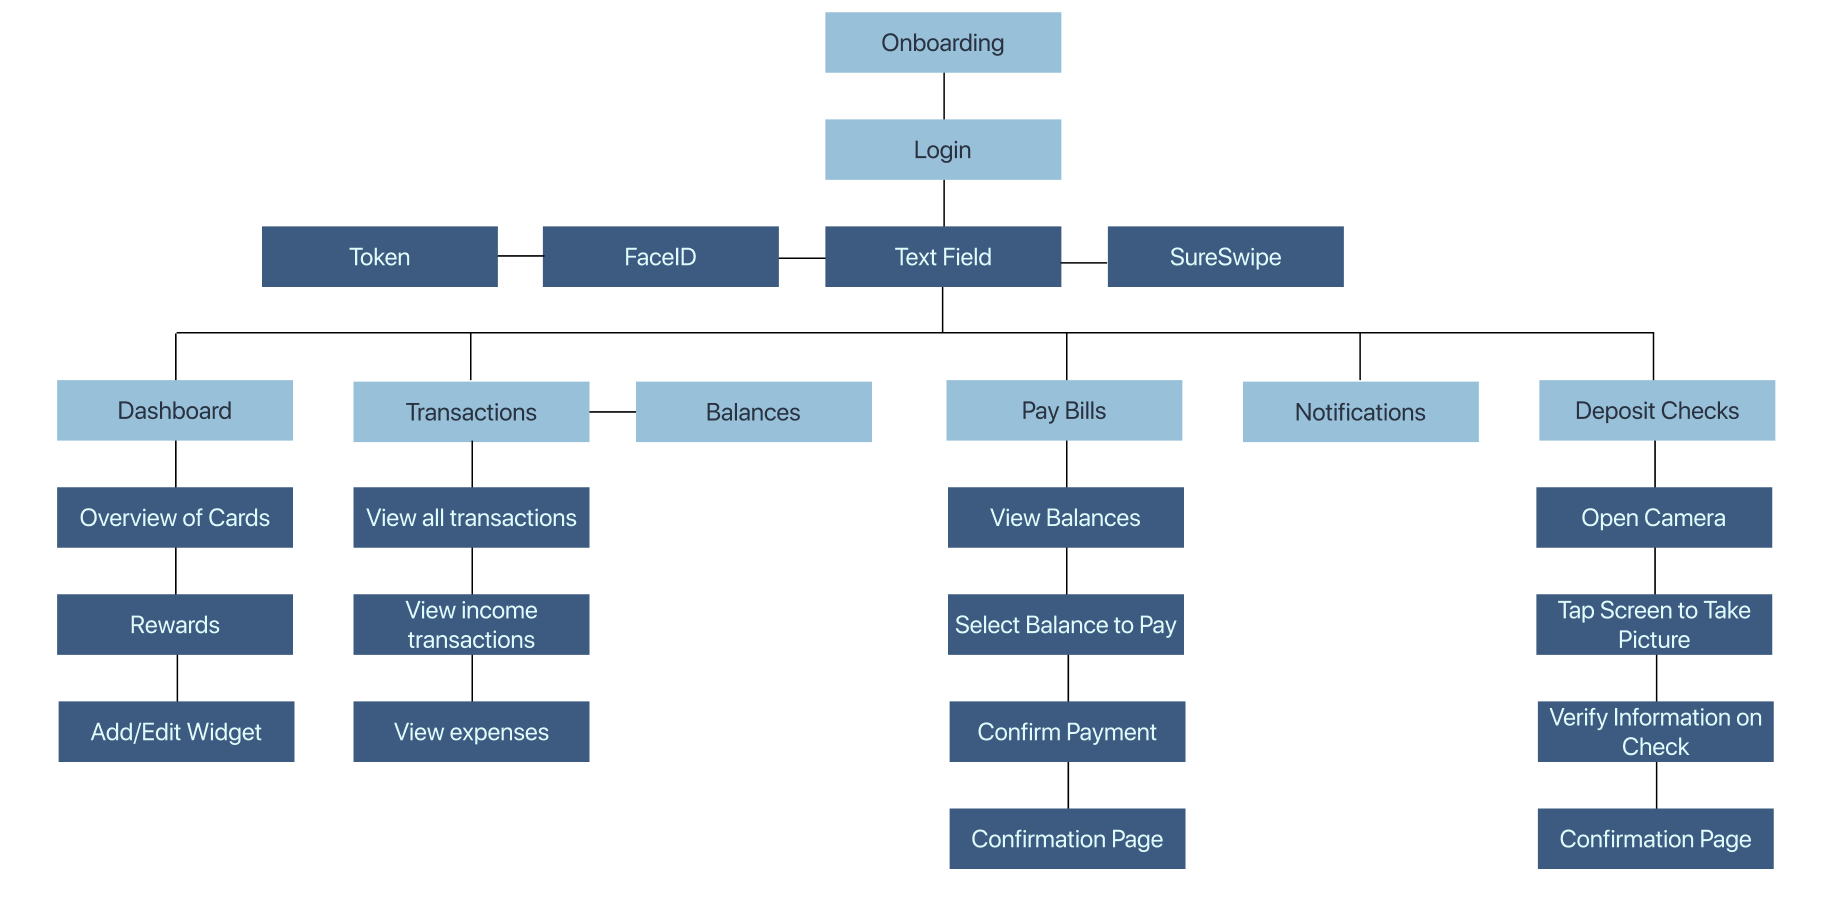 Onboarding
Login
Token
FaceID
Text Field
SureSwipe
Dashboard
Transactions
Balances
Pay Bills
Notifications
Deposit Checks
Overview of Cards
View all transactions
View Balances
Open Camera
Rewards
View income
transactions
Select Balance to Pay
Tap Screen to Take
Picture
Add/Edit Widget
View expenses
Confirm Payment
Verify Information on
Check
Confirmation Page
Confirmation Page